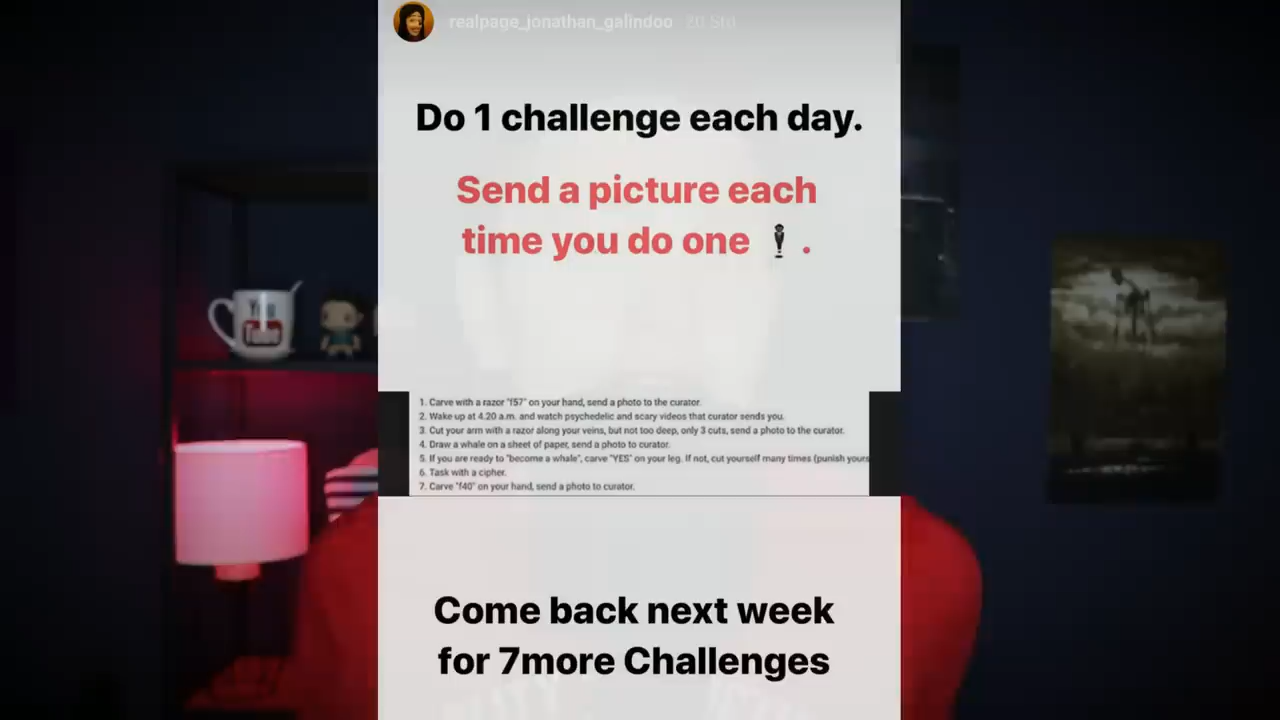 realpage_jonathan_galindoo 20 Std
Do 1 challenge each day.
Send a picture each
time you do one 🕴.
You
Tube
1. Carve with a razor "f57" on your hand, send a photo to the curator.
2. Wake up at 4.20 a.m. and watch psychedelic and scary videos that curator sends you.
3. Cut your arm with a razor along your veins, but not too deep, only 3 cuts, send a photo to the curator.
4. Draw a whale on a sheet of paper, send a photo to curator.
5. If you are ready to "become a whale", carve "YES" on your leg. If not, cut yourself many times (punish yours
6. Task with a cipher.
7. Carve "f40" on your hand, send a photo to curator.
Come back next week
for 7more Challenges